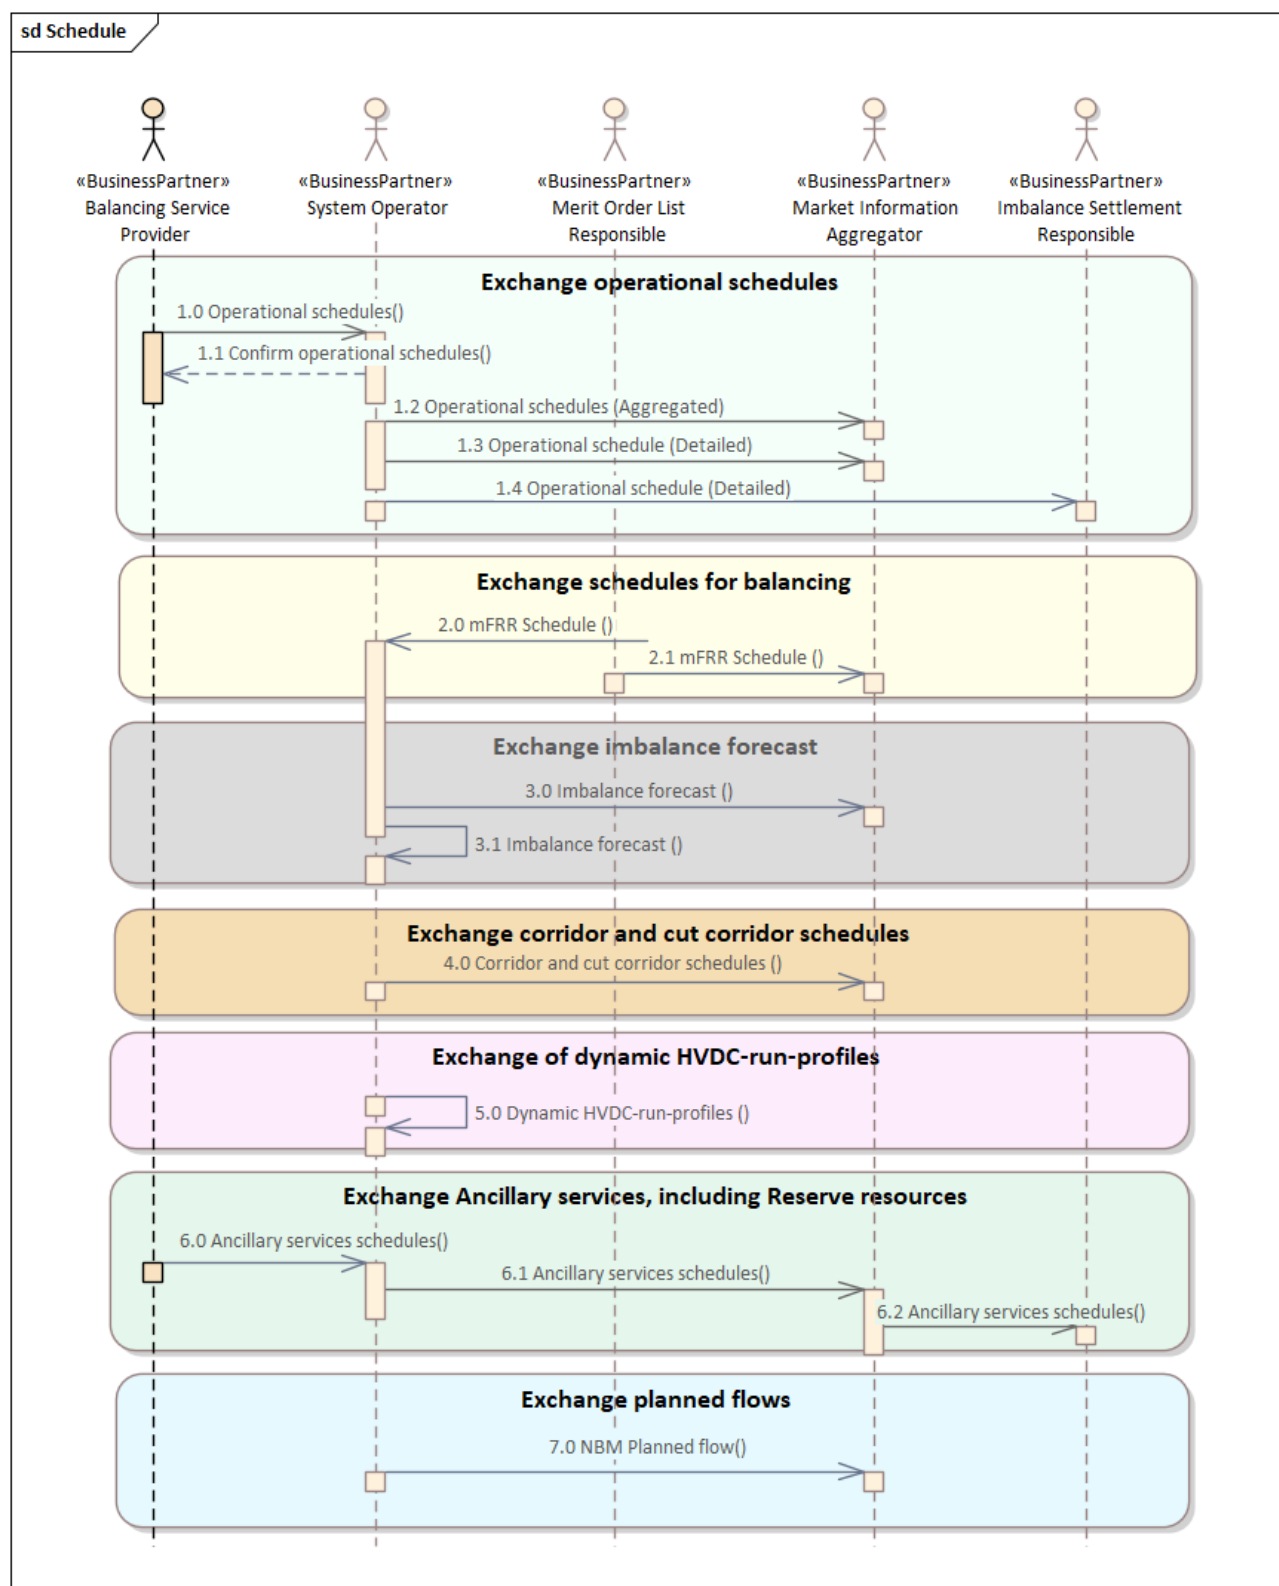 sd Schedule
«BusinessPartner»
Balancing Service
Provider
«BusinessPartner»
System Operator
«BusinessPartner»
Merit Order List
Responsible
«BusinessPartner»
Market Information
Aggregator
«BusinessPartner»
Imbalance Settlement
Responsible
Exchange operational schedules
1.0 Operational schedules()
1.1 Confirm operational schedules()
1.2 Operational schedules (Aggregated)
1.3 Operational schedule (Detailed)
1.4 Operational schedule (Detailed)
Exchange schedules for balancing
2.0 mFRR Schedule ()
2.1 mFRR Schedule ()
Exchange imbalance forecast
3.0 Imbalance forecast ()
3.1 Imbalance forecast ()
Exchange corridor and cut corridor schedules
4.0 Corridor and cut corridor schedules ()
Exchange of dynamic HVDC-run-profiles
5.0 Dynamic HVDC-run-profiles ()
Exchange Ancillary services, including Reserve resources
6.0 Ancillary services schedules()
6.1 Ancillary services schedules()
6.2 Ancillary services schedules()
Exchange planned flows
7.0 NBM Planned flow()